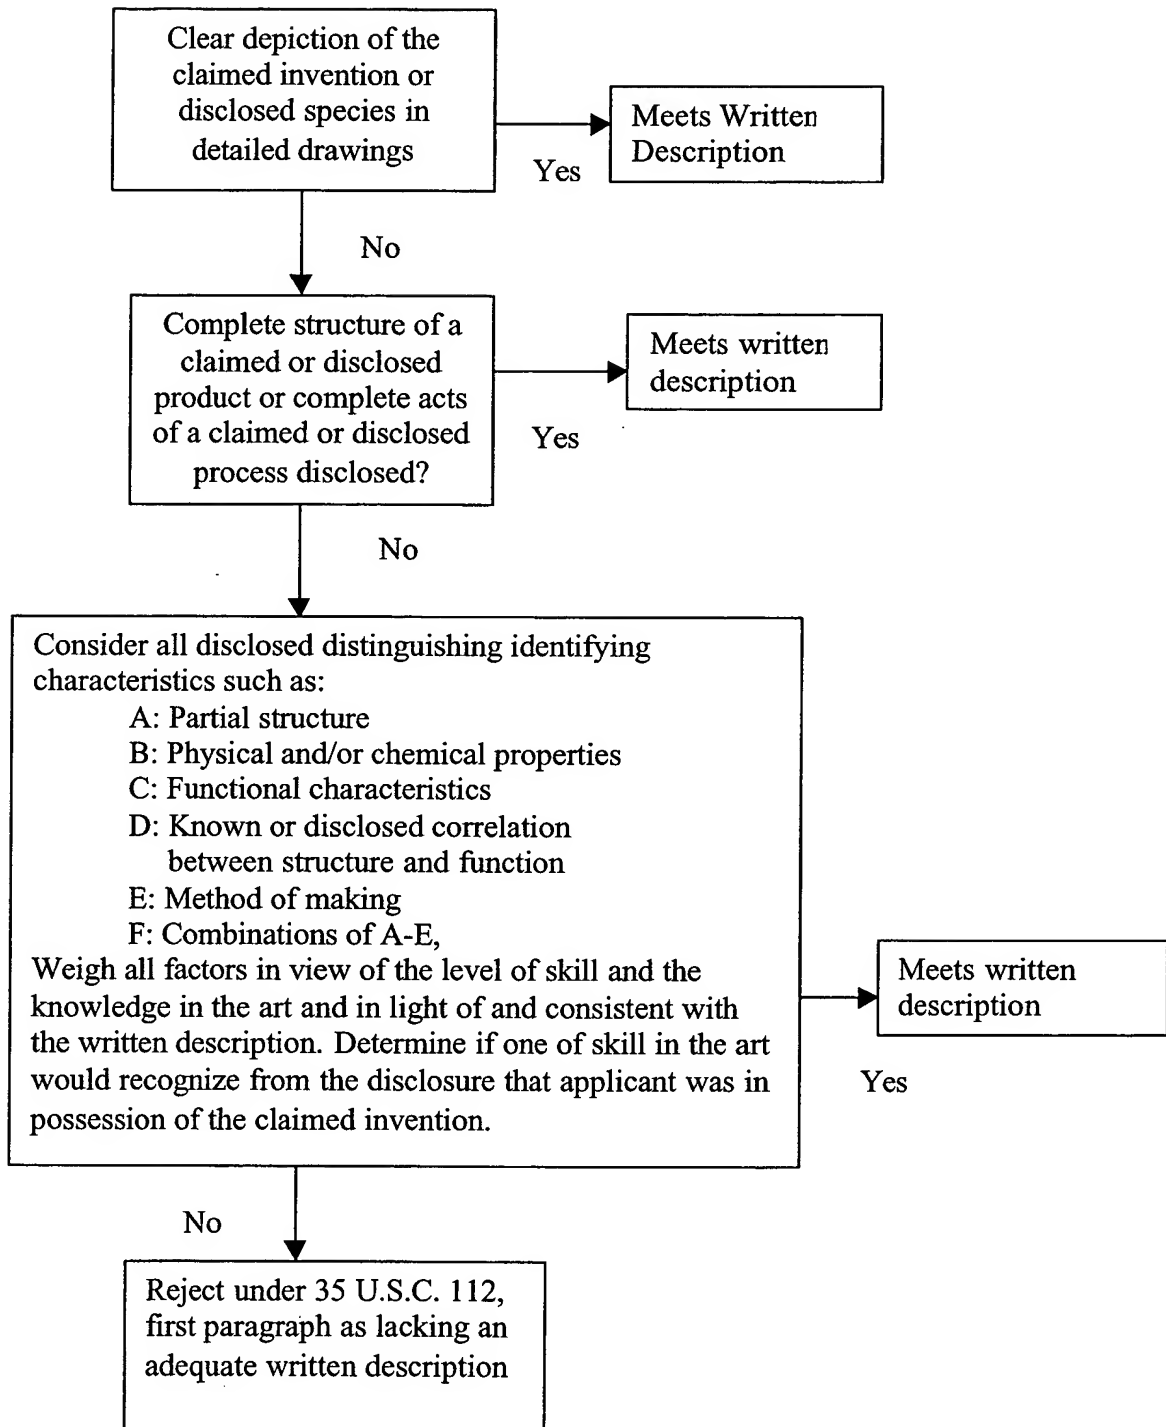 Clear depiction of the
claimed invention or
disclosed species in
detailed drawings
Yes
Meets Written
Description
No
Complete structure of a
claimed or disclosed
product or complete acts
of a claimed or disclosed
process disclosed?
Yes
Meets written
description
No
Consider all disclosed distinguishing identifying
characteristics such as:
A: Partial structure
B: Physical and/or chemical properties
C: Functional characteristics
D: Known or disclosed correlation
between structure and function
E: Method of making
F: Combinations of A-E,
Weigh all factors in view of the level of skill and the
knowledge in the art and in light of and consistent with
the written description. Determine if one of skill in the art
would recognize from the disclosure that applicant was in
possession of the claimed invention.
Yes
Meets written
description
No
Reject under 35 U.S.C. 112,
first paragraph as lacking an
adequate written description